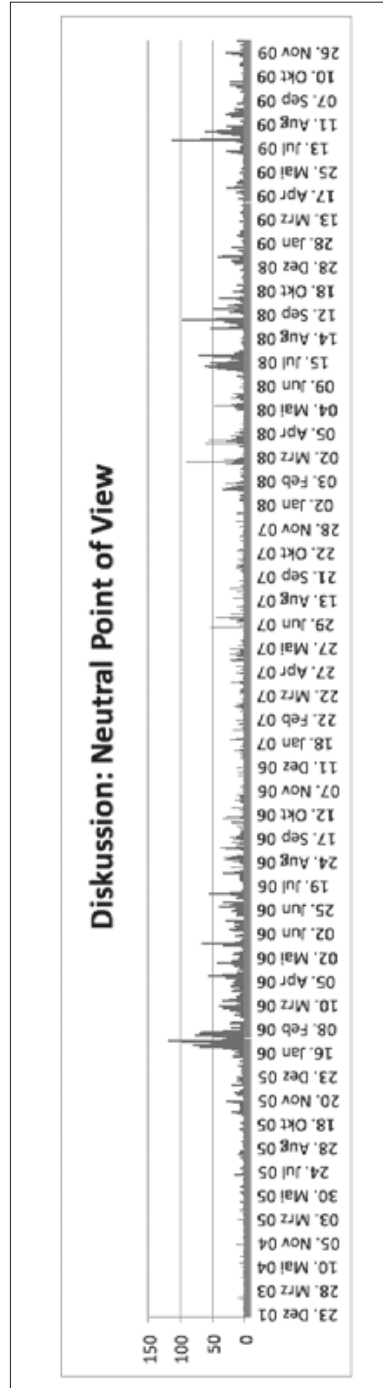 Diskussion: Neutral Point of View
150
100
50
0
23. Dez 01
28. Mrz 03
10. Mai 04
05. Nov 04
03. Mrz 05
30. Mai 05
24. Jul 05
28. Aug 05
18. Okt 05
20. Nov 05
23. Dez 05
16. Jan 06
08. Feb 06
10. Mrz 06
05. Apr 06
02. Mai 06
02. Jun 06
25. Jun 06
19. Jul 06
24. Aug 06
17. Sep 06
12. Okt 06
07. Nov 06
11. Dez 06
18. Jan 07
22. Feb 07
22. Mrz 07
27. Apr 07
27. Mai 07
29. Jun 07
13. Aug 07
21. Sep 07
22. Okt 07
28. Nov 07
02. Jan 08
03. Feb 08
02. Mrz 08
05. Apr 08
04. Mai 08
09. Jun 08
15. Jul 08
14. Aug 08
12. Sep 08
18. Okt 08
28. Dez 08
28. Jan 09
13. Mrz 09
17. Apr 09
25. Mai 09
13. Jul 09
11. Aug 09
07. Sep 09
10. Okt 09
26. Nov 09